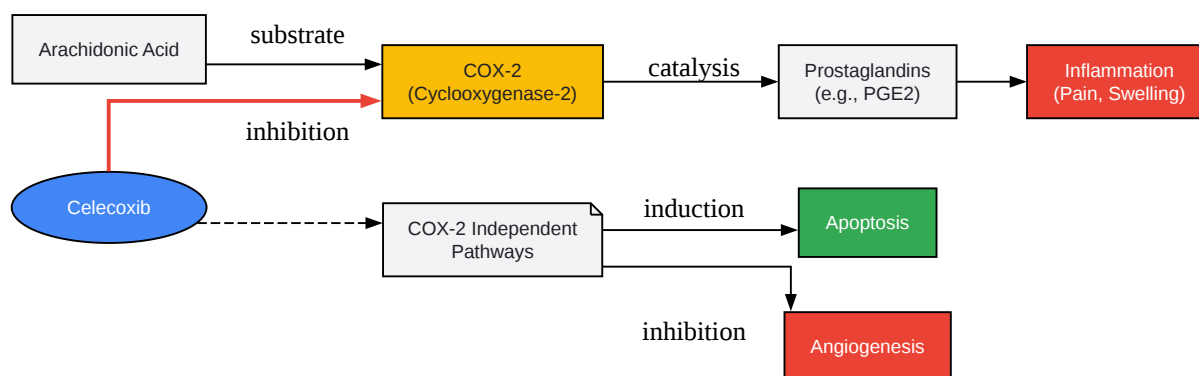 Arachidonic Acid
substrate
COX-2
(Cyclooxygenase-2)
catalysis
Prostaglandins
(e.g., PGE2)
Inflammation
(Pain, Swelling)
inhibition
Celecoxib
COX-2 Independent
Pathways
induction
Apoptosis
inhibition
Angiogenesis